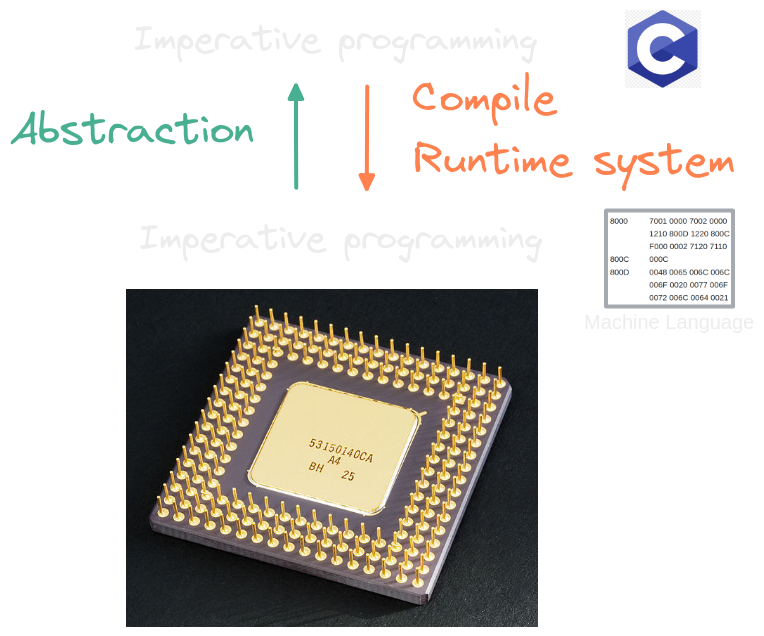 Imperative programming
C
Abstraction
Compile
Runtime system
Imperative programming
8000 7001 0000 7002 0000
1210 800D 1220 800C
F000 0002 7120 7110
800C 000C
800D 0048 0065 006C 006C
006F 0020 0077 006F
0072 006C 0064 0021
Machine Language
53150140CA
A4
BH 25